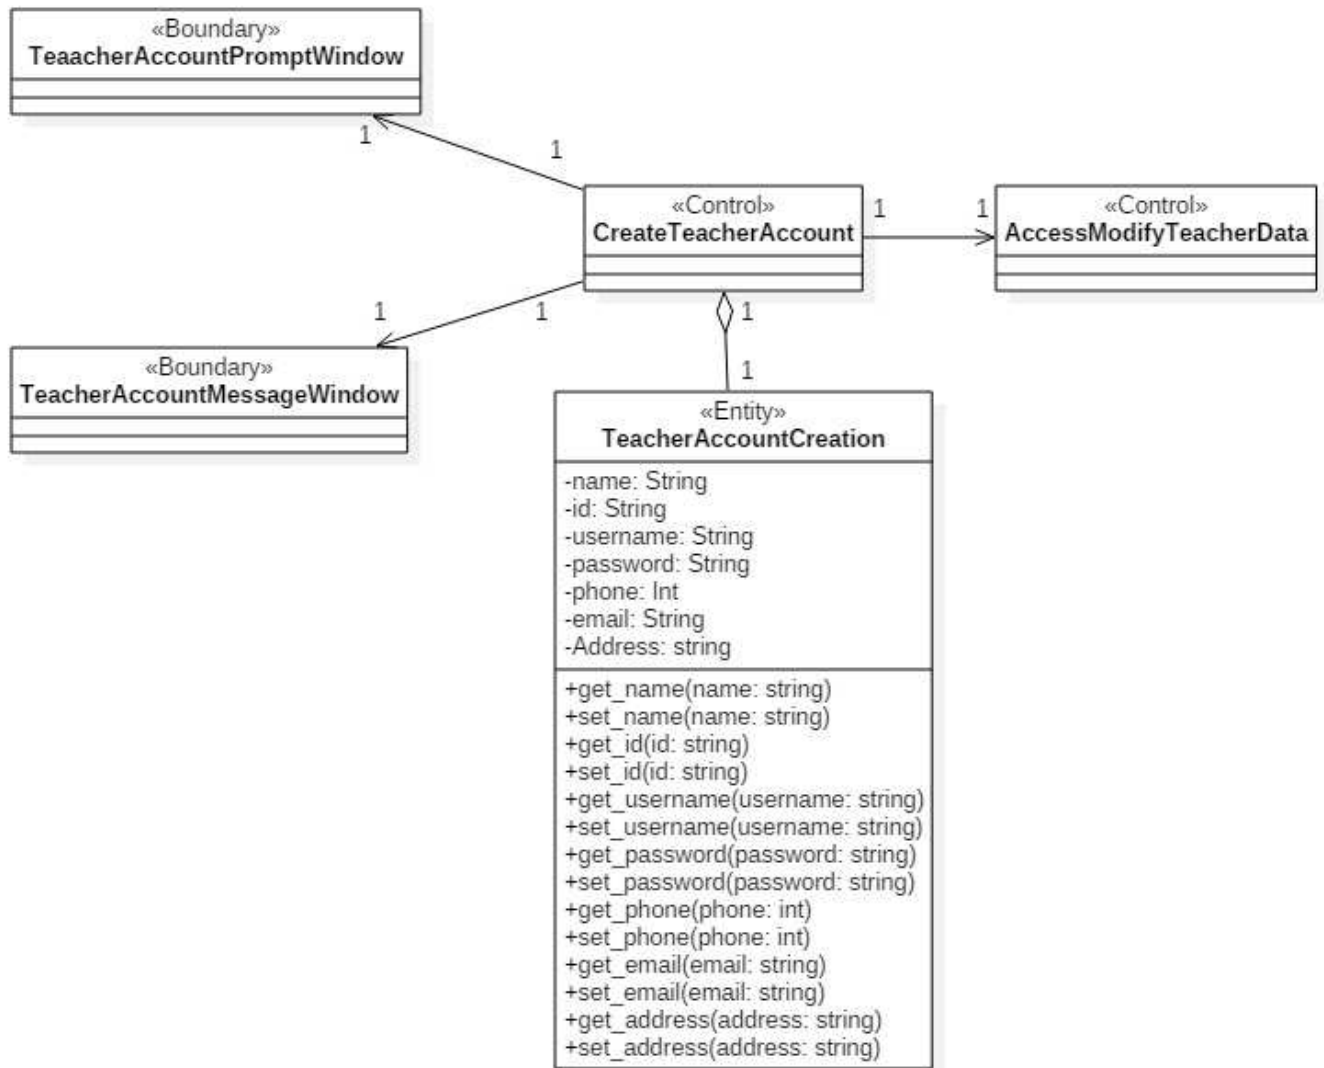 «Boundary»
TeaacherAccountPromptWindow
1
1
«Control»
CreateTeacherAccount
1
1
«Control»
AccessModifyTeacherData
1
1
«Boundary»
TeacherAccountMessageWindow
1
1
«Entity»
TeacherAccountCreation
-name: String
-id: String
-username: String
-password: String
-phone: Int
-email: String
-Address: string
+get_name(name: string)
+set_name(name: string)
+get_id(id: string)
+set_id(id: string)
+get_username(username: string)
+set_username(username: string)
+get_password(password: string)
+set_password(password: string)
+get_phone(phone: int)
+set_phone(phone: int)
+get_email(email: string)
+set_email(email: string)
+get_address(address: string)
+set_address(address: string)